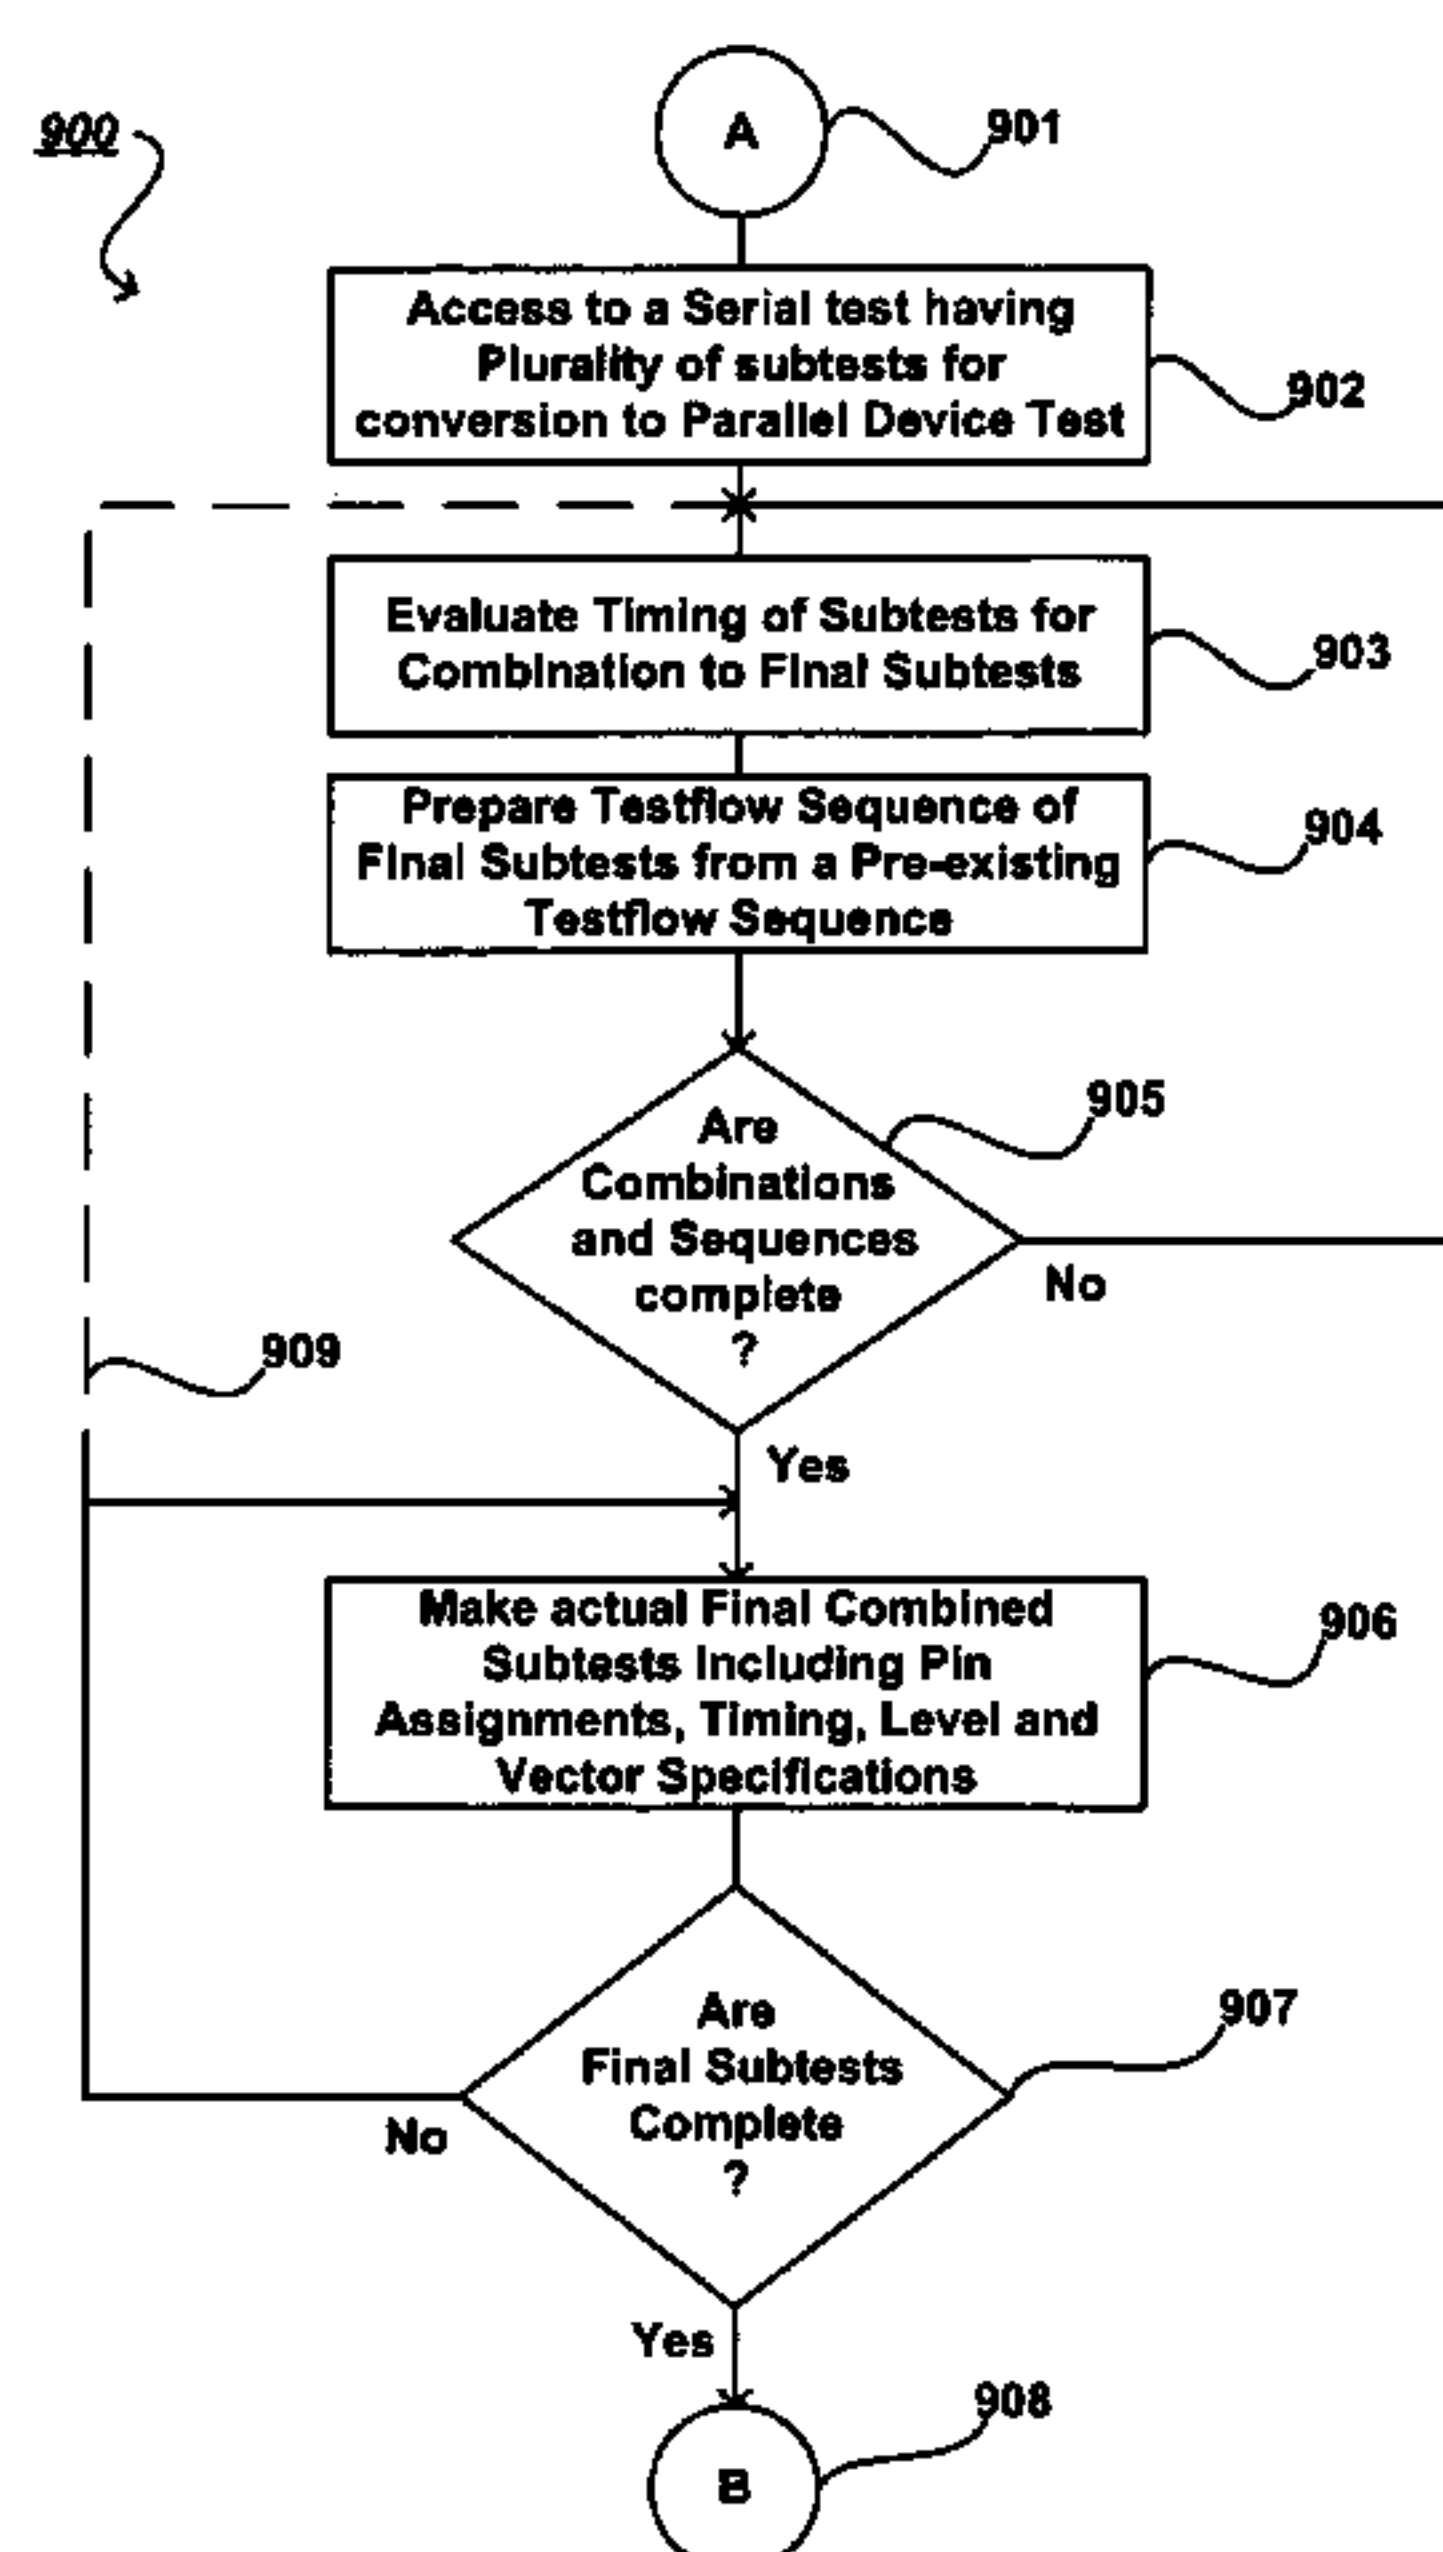 900
A
901
Access to a Serial test having
Plurality of subtests for
conversion to Parallel Device Test
902
Evaluate Timing of Subtests for
Combination to Final Subtests
903
Prepare Testflow Sequence of
Final Subtests from a Pre-existing
Testflow Sequence
904
Are
Combinations
and Sequences
complete
?
905
No
909
Yes
Make actual Final Combined
Subtests Including Pin
Assignments, Timing, Level and
Vector Specifications
906
Are
Final Subtests
Complete
?
907
No
Yes
908
B